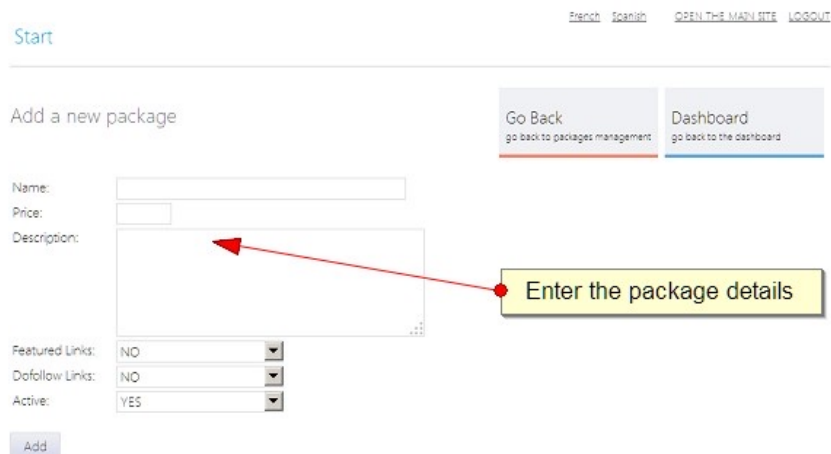 French Spanish OPEN THE MAIN SITE LOGOUT
Start
Add a new package
Go Back
go back to packages management
Dashboard
go back to the dashboard
Name:
Price:
Description:
Enter the package details
Featured Links: NO
Dofollow Links: NO
Active: YES
Add